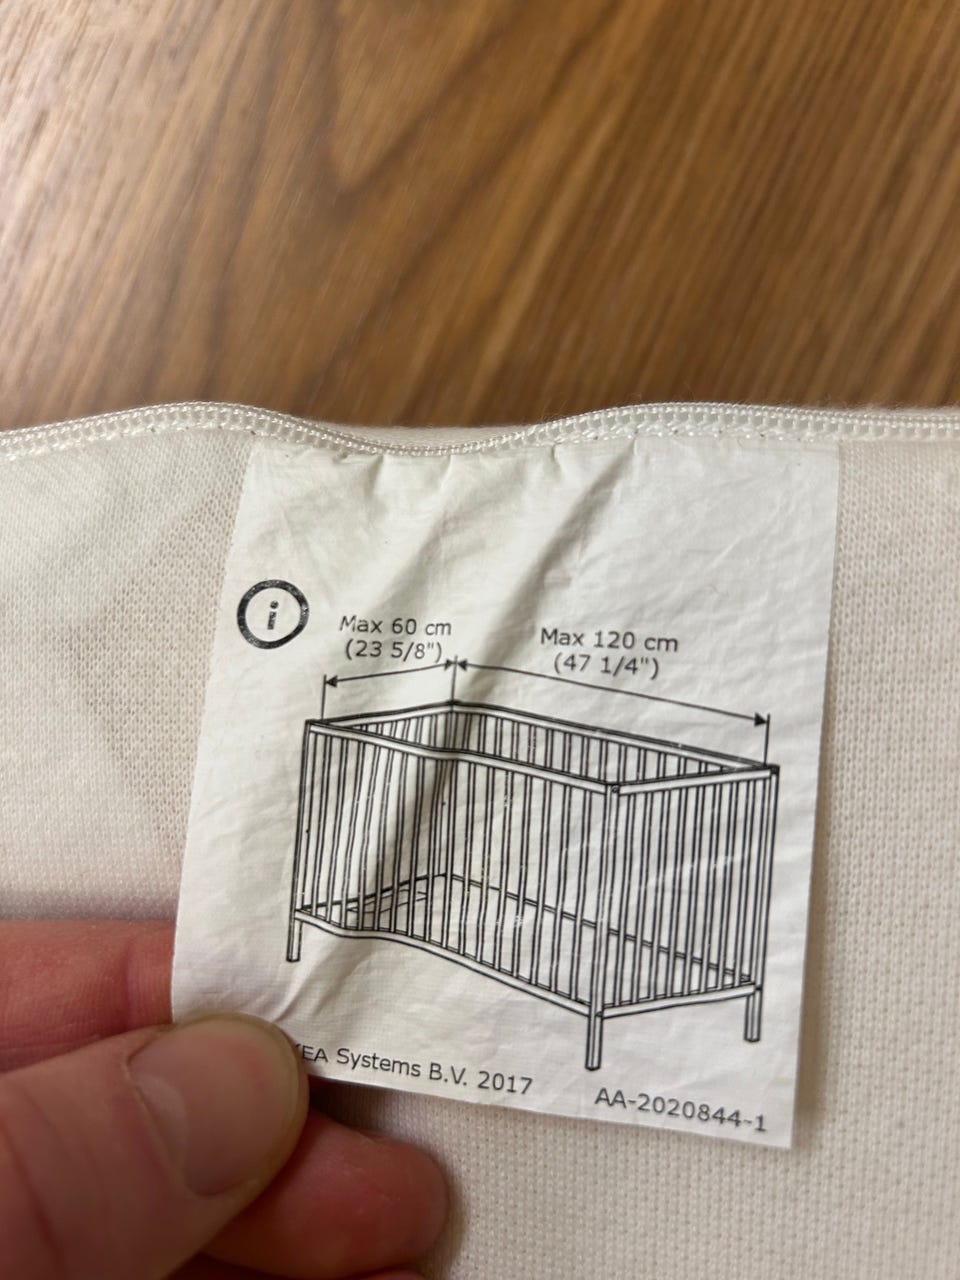 i
Max 60 cm
(23 5/8")
Max 120 cm
(47 1/4")
Systems B.V. 2017
AA-2020844-1